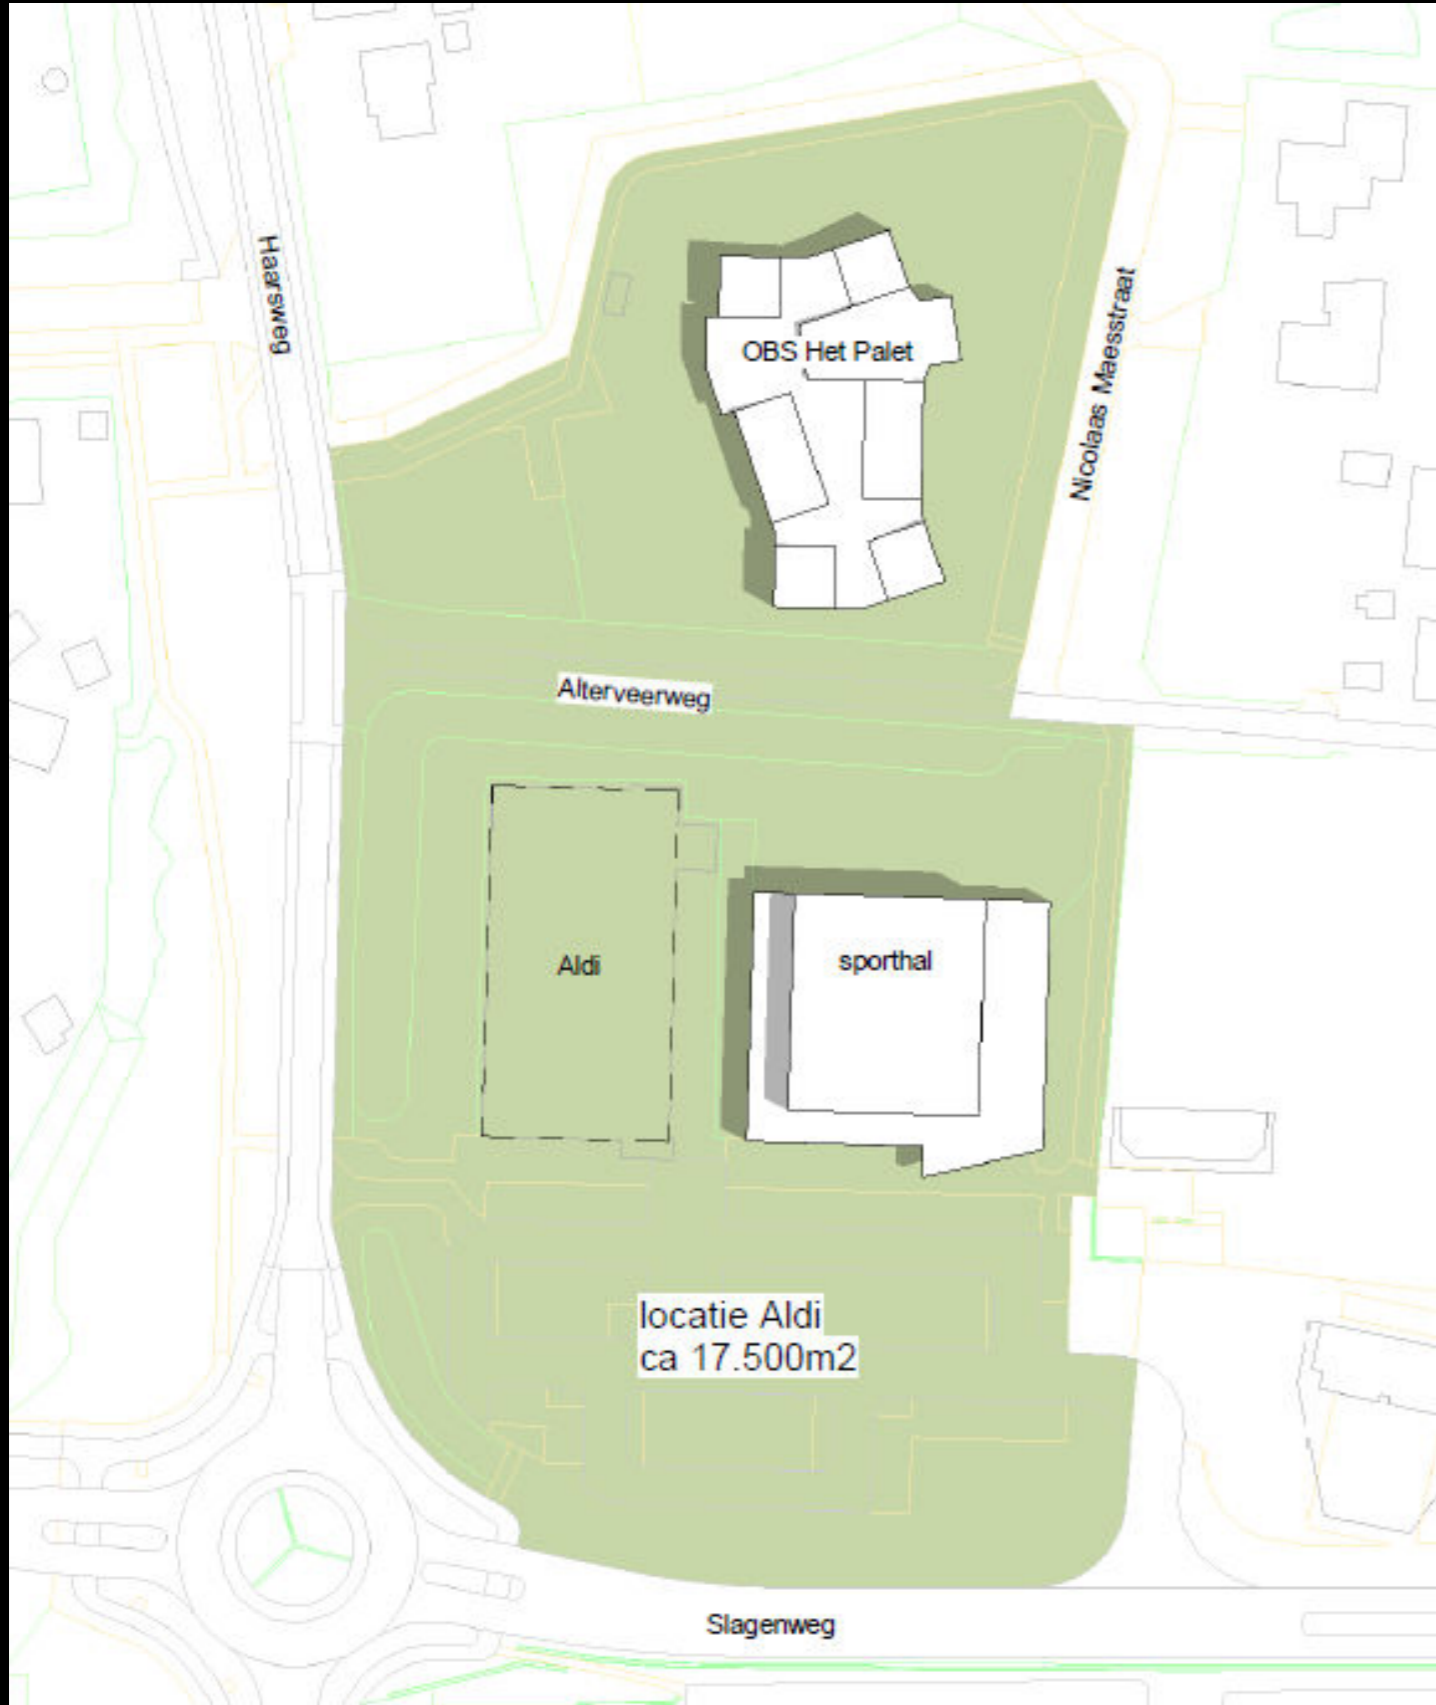 Haarsweg
OBS Het Palet
Nicolaas Maesstraat
Alterveerweg
Aldi
sporthal
locatie Aldi
ca 17.500m2
Slagenweg